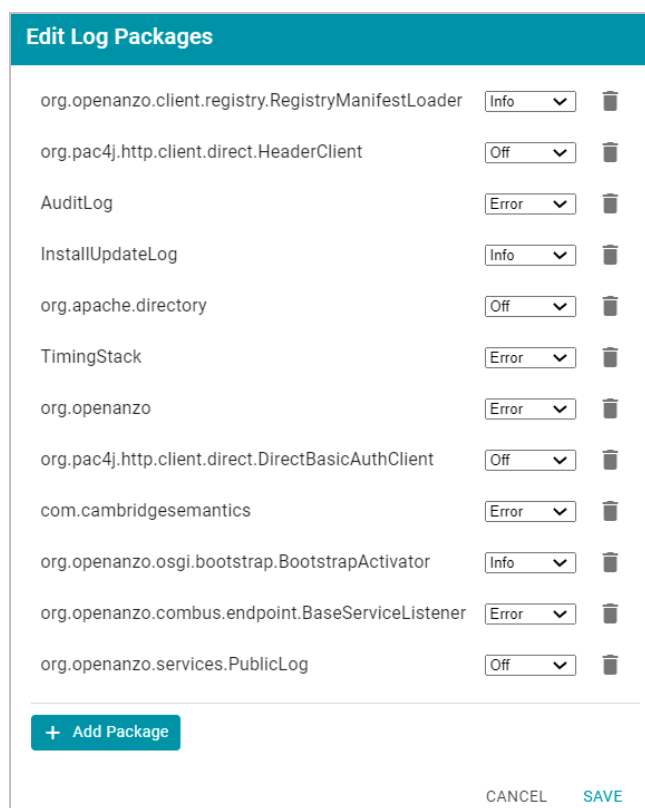 Edit Log Packages
org.openanzo.client.registry.RegistryManifestLoader Info
org.pac4j.http.client.direct.HeaderClient Off
AuditLog Error
InstallUpdateLog Info
org.apache.directory Off
TimingStack Error
org.openanzo Error
org.pac4j.http.client.direct.DirectBasicAuthClient Off
com.cambridgesemantics Error
org.openanzo.osgi.bootstrap.BootstrapActivator Info
org.openanzo.combus.endpoint.BaseServiceListener Error
org.openanzo.services.PublicLog Off
+ Add Package
CANCEL SAVE